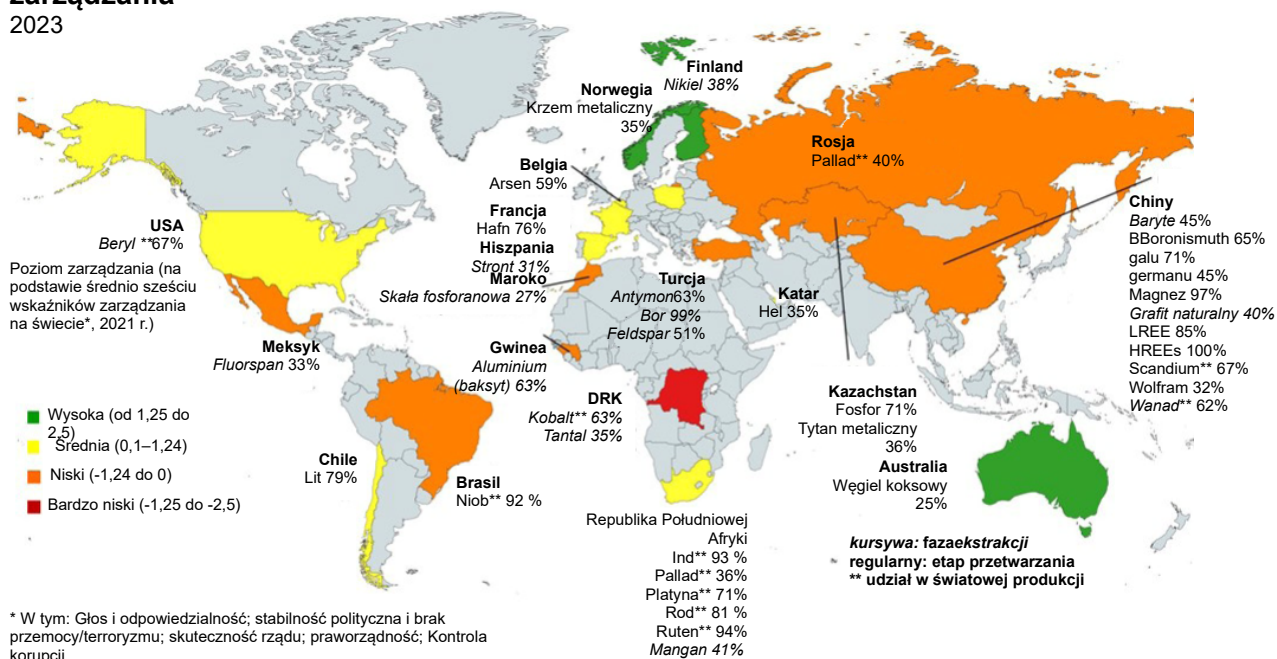 zarządzania
2023
Finland
Nikiel 38%
Norwegia
Krzem metaliczny
35%
Rosja
Pallad** 40%
Belgia
Arsen 59%
Francja
Hafn 76%
Hiszpania
Stront 31%
Maroko
Skała fosforanowa 27%
USA
Beryl **67%
Poziom zarządzania (na
podstawie średnio sześciu
wskaźników zarządzania
na świecie*, 2021 r.)
Turcja
Antymon63%
Bor 99%
Feldspar 51%
Katar
Hel 35%
Chiny
Baryte 45%
BBoronismuth 65%
galu 71%
germanu 45%
Magnez 97%
Grafit naturalny 40%
LREE 85%
HREEs 100%
Scandium** 67%
Wolfram 32%
Wanad** 62%
Meksyk
Fluorspan 33%
Gwinea
Aluminium
(baksyt) 63%
DRK
Kobalt** 63%
Tantal 35%
Kazachstan
Fosfor 71%
Tytan metaliczny
36%
Australia
Węgiel koksowy
25%
Wysoka (od 1,25 do
2,5)
Średnia (0,1–1,24)
Niski (-1,24 do 0)
Bardzo niski (-1,25 do -2,5)
Chile
Lit 79%
Brasil
Niob** 92 %
Republika Południowej
Afryki
Ind** 93 %
Pallad** 36%
Platyna** 71%
Rod** 81 %
Ruten** 94%
Mangan 41%
kursywa: fazaekstrakcji
regularny: etap przetwarzania
** udział w światowej produkcji
* W tym: Głos i odpowiedzialność; stabilność polityczna i brak
przemocy/terroryzmu; skuteczność rządu; praworządność; Kontrola
korupcji